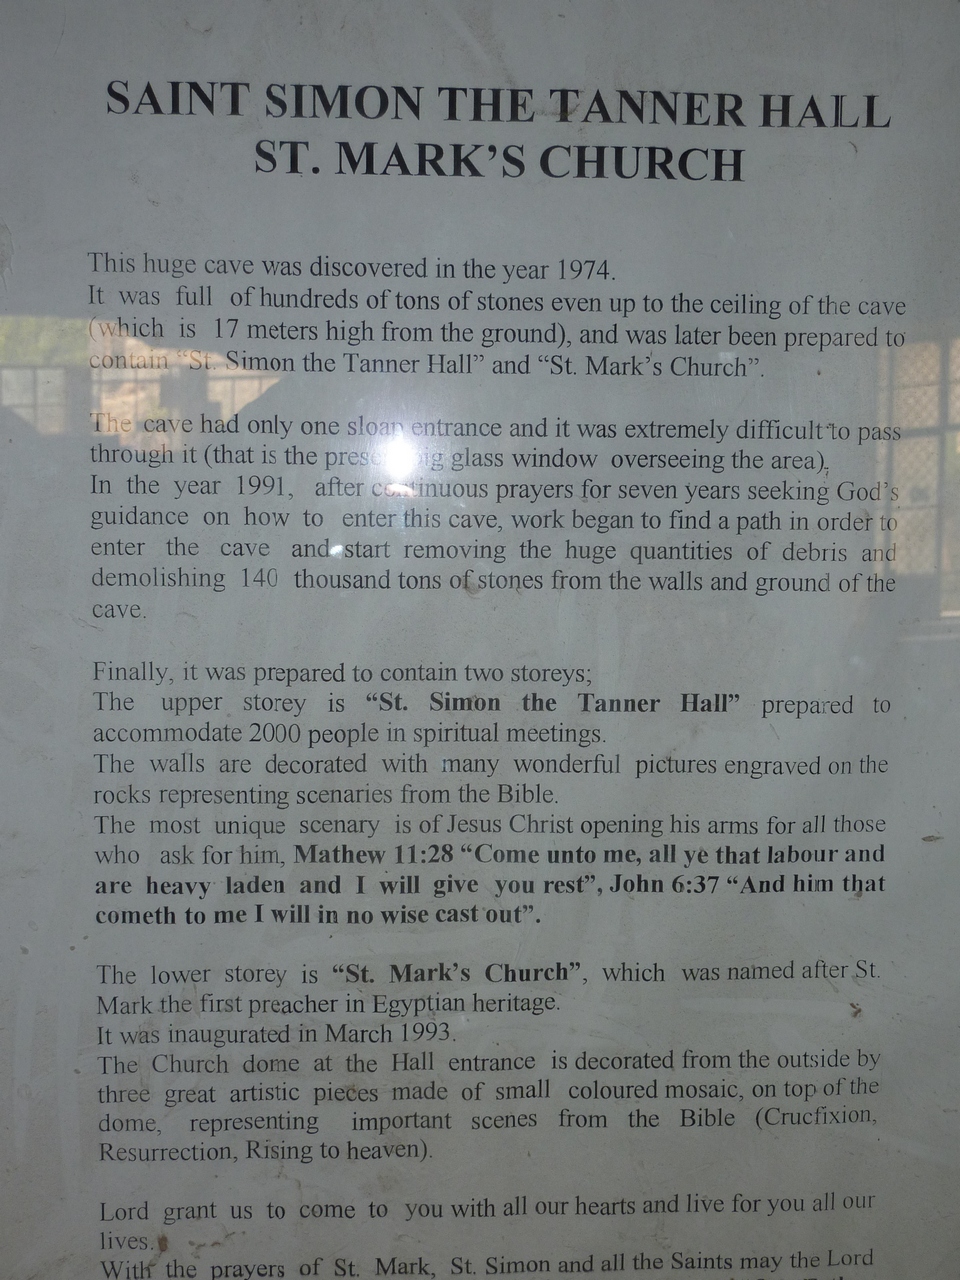 SAINT SIMON THE TANNER HALL
ST. MARK'S CHURCH
This huge cave was discovered in the year 1974.
It was full of hundreds of tons of stones even up to the ceiling of the cave
(which is 17 meters high from the ground), and was later been prepared to
contain "St. Simon the Tanner Hall" and "St. Mark's Church".
The cave had only one sloap entrance and it was extremely difficult to pass
through it (that is the present big glass window overseeing the area).
In the year 1991, after continuous prayers for seven years seeking God's
guidance on how to enter this cave, work began to find a path in order to
enter the cave and start removing the huge quantities of debris and
demolishing 140 thousand tons of stones from the walls and ground of the
cave.
Finally, it was prepared to contain two storeys;
The upper storey is "St. Simon the Tanner Hall" prepared to
accommodate 2000 people in spiritual meetings.
The walls are decorated with many wonderful pictures engraved on the
rocks representing scenaries from the Bible.
The most unique scenary is of Jesus Christ opening his arms for all those
who ask for him, Mathew 11:28 "Come unto me, all ye that labour and
are heavy laden and I will give you rest", John 6:37 "And him that
cometh to me I will in no wise cast out".
The lower storey is "St. Mark's Church", which was named after St.
Mark the first preacher in Egyptian heritage.
It was inaugurated in March 1993.
The Church dome at the Hall entrance is decorated from the outside by
three great artistic pieces made of small coloured mosaic, on top of the
dome, representing important scenes from the Bible (Crucfixion,
Resurrection, Rising to heaven).
Lord grant us to come to you with all our hearts and live for you all our
lives.
With the prayers of St. Mark, St. Simon and all the Saints may the Lord